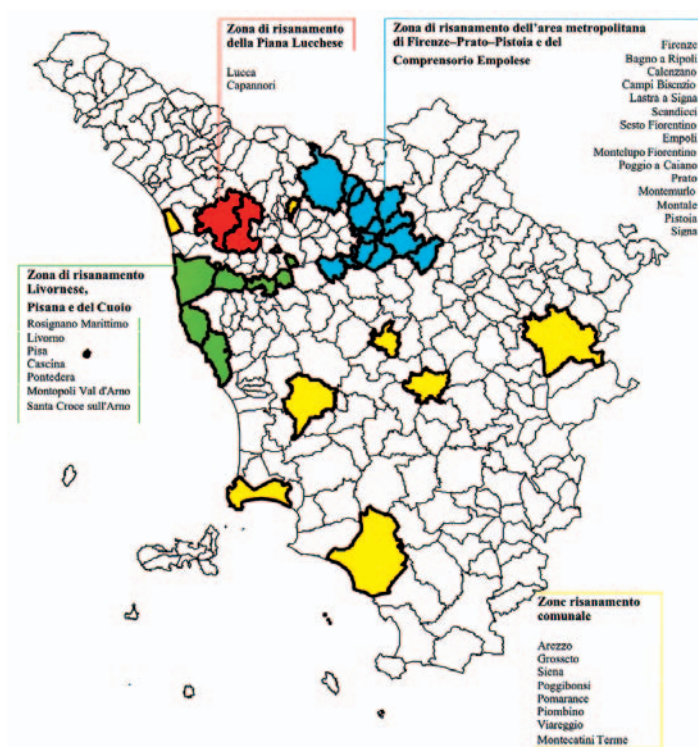 Zona di risanamento
della Piana Lucchese
Lucca
Capannori
Zona di risanamento dell'area metropolitana
di Firenze–Prato–Pistoia e del
Comprensorio Empolese
Firenze
Bagno a Ripoli
Calenzano
Campi Bisenzio
Lastra a Signa
Scandicci
Sesto Fiorentino
Empoli
Montelupo Fiorentino
Poggio a Caiano
Prato
Montemurlo
Montale
Pistoia
Signa
Zona di risanamento
Livornese,
Pisana e del Cuoio
Rosignano Marittimo
Livorno
Pisa
Cascina
Pontedera
Montopoli Val d'Arno
Santa Croce sull'Arno
Zone risanamento
comunale
Arezzo
Grosseto
Siena
Poggibonsi
Pomarance
Piombino
Viareggio
Montecatini Terme